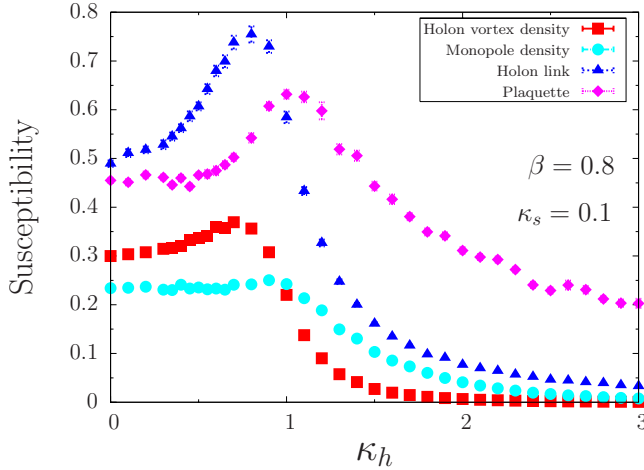 0.8
0.7
0.6
0.5
0.4
0.3
0.2
0.1
0
Susceptibility
Holon vortex density
Monopole density
Holon link
Plaquette
β = 0.8
κs = 0.1
0 1 2 3
κh